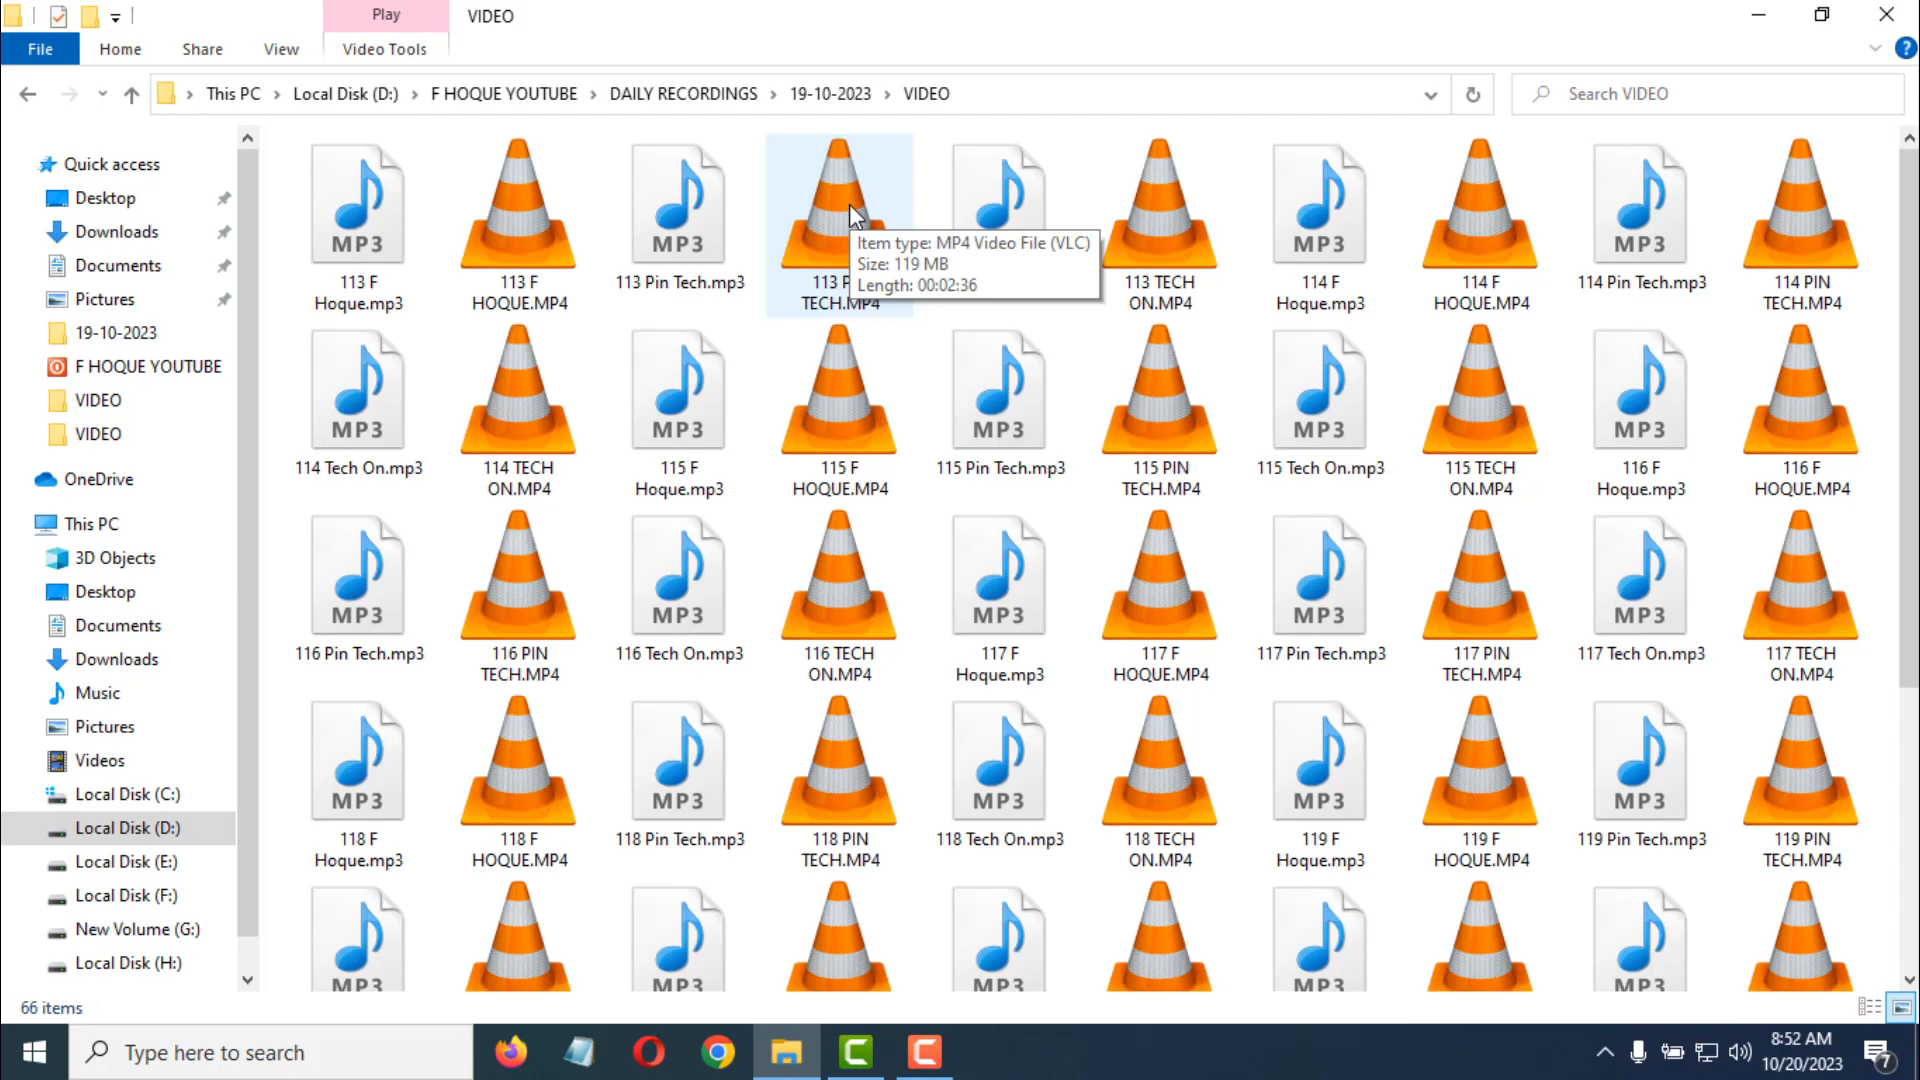 Play
VIDEO
File
Home
Share
View
Video Tools
This PC
Local Disk (D:)
F HOQUE YOUTUBE
DAILY RECORDINGS
19-10-2023
VIDEO
Search VIDEO
Quick access
Desktop
Downloads
Documents
Pictures
19-10-2023
F HOQUE YOUTUBE
VIDEO
VIDEO
OneDrive
This PC
3D Objects
Desktop
Documents
Downloads
Music
Pictures
Videos
Local Disk (C:)
Local Disk (D:)
Local Disk (E:)
Local Disk (F:)
New Volume (G:)
Local Disk (H:)
MP3
MP3
MP3
MP3
113 F
Hoque.mp3
113 F
HOQUE.MP4
113 Pin Tech.mp3
113 P
TECH.MP4
Item type: MP4 Video File (VLC)
Size: 119 MB
Length: 00:02:36
113 TECH
ON.MP4
114 F
Hoque.mp3
114 F
HOQUE.MP4
114 Pin Tech.mp3
114 PIN
TECH.MP4
MP3
MP3
MP3
MP3
MP3
114 Tech On.mp3
114 TECH
ON.MP4
115 F
Hoque.mp3
115 F
HOQUE.MP4
115 Pin Tech.mp3
115 PIN
TECH.MP4
115 Tech On.mp3
115 TECH
ON.MP4
116 F
Hoque.mp3
116 F
HOQUE.MP4
MP3
MP3
MP3
MP3
MP3
116 Pin Tech.mp3
116 PIN
TECH.MP4
116 Tech On.mp3
116 TECH
ON.MP4
117 F
Hoque.mp3
117 F
HOQUE.MP4
117 Pin Tech.mp3
117 PIN
TECH.MP4
117 Tech On.mp3
117 TECH
ON.MP4
MP3
MP3
MP3
MP3
MP3
118 F
Hoque.mp3
118 F
HOQUE.MP4
118 Pin Tech.mp3
118 PIN
TECH.MP4
118 Tech On.mp3
118 TECH
ON.MP4
119 F
Hoque.mp3
119 F
HOQUE.MP4
119 Pin Tech.mp3
119 PIN
TECH.MP4
MP3
MP3
MP3
MP3
MP3
66 items
Type here to search
8:52 AM
10/20/2023
7